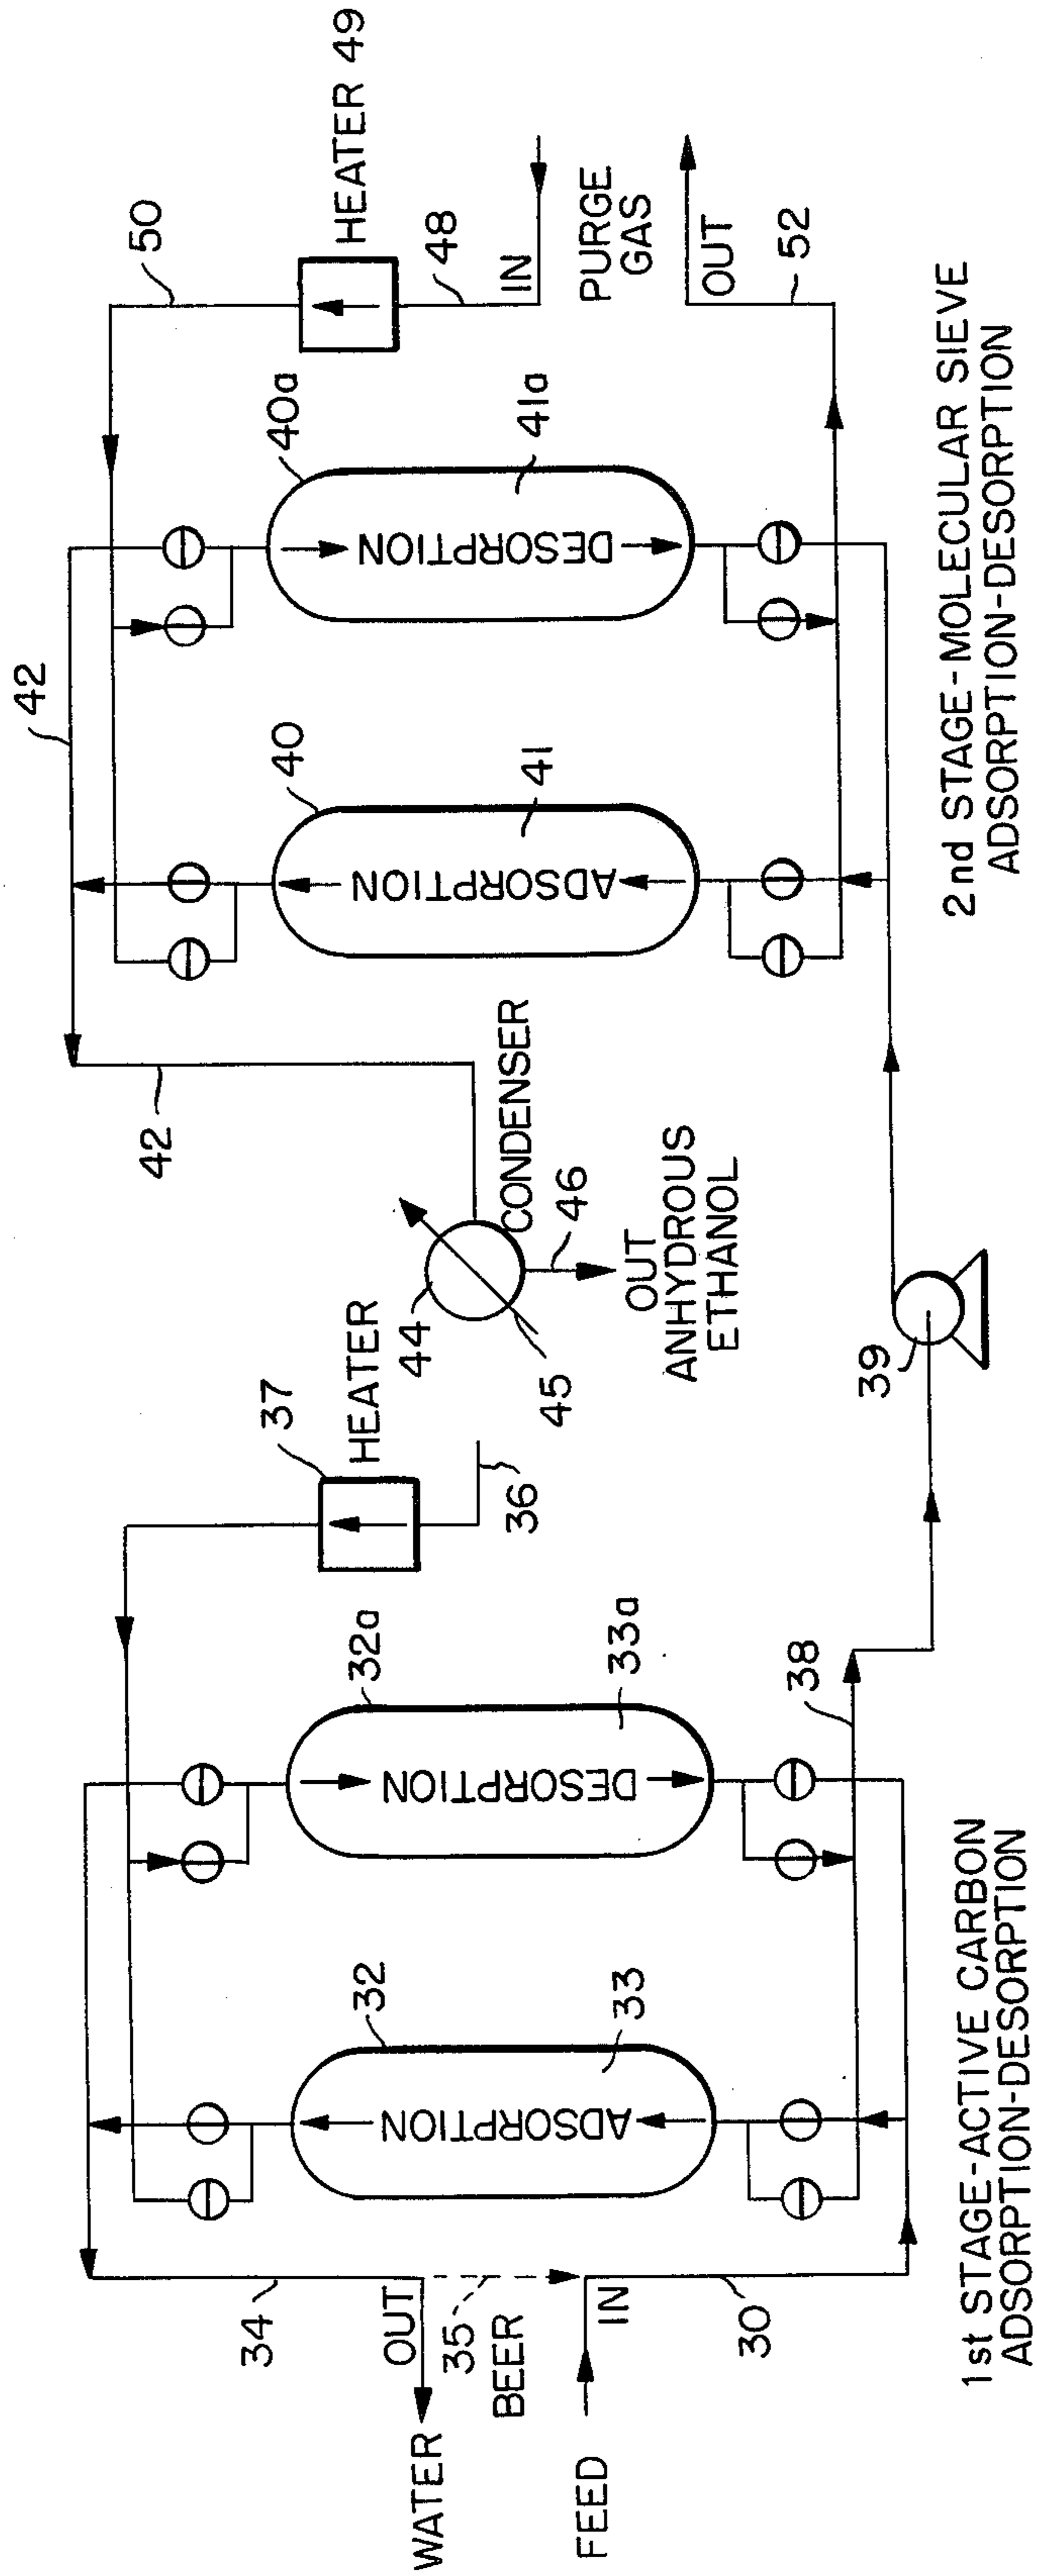 34
OUT
WATER
35
BEER
FEED
IN
30
32
ADSORPTION
33
32a
DESORPTION
33a
37
HEATER
36
38
1st STAGE-ACTIVE CARBON
ADSORPTION-DESORPTION
39
42
42
44
45
CONDENSER
46
OUT
ANHYDROUS
ETHANOL
40
ADSORPTION
41
40a
DESORPTION
41a
50
HEATER 49
48
IN
PURGE
GAS
OUT
52
2nd STAGE-MOLECULAR SIEVE
ADSORPTION-DESORPTION